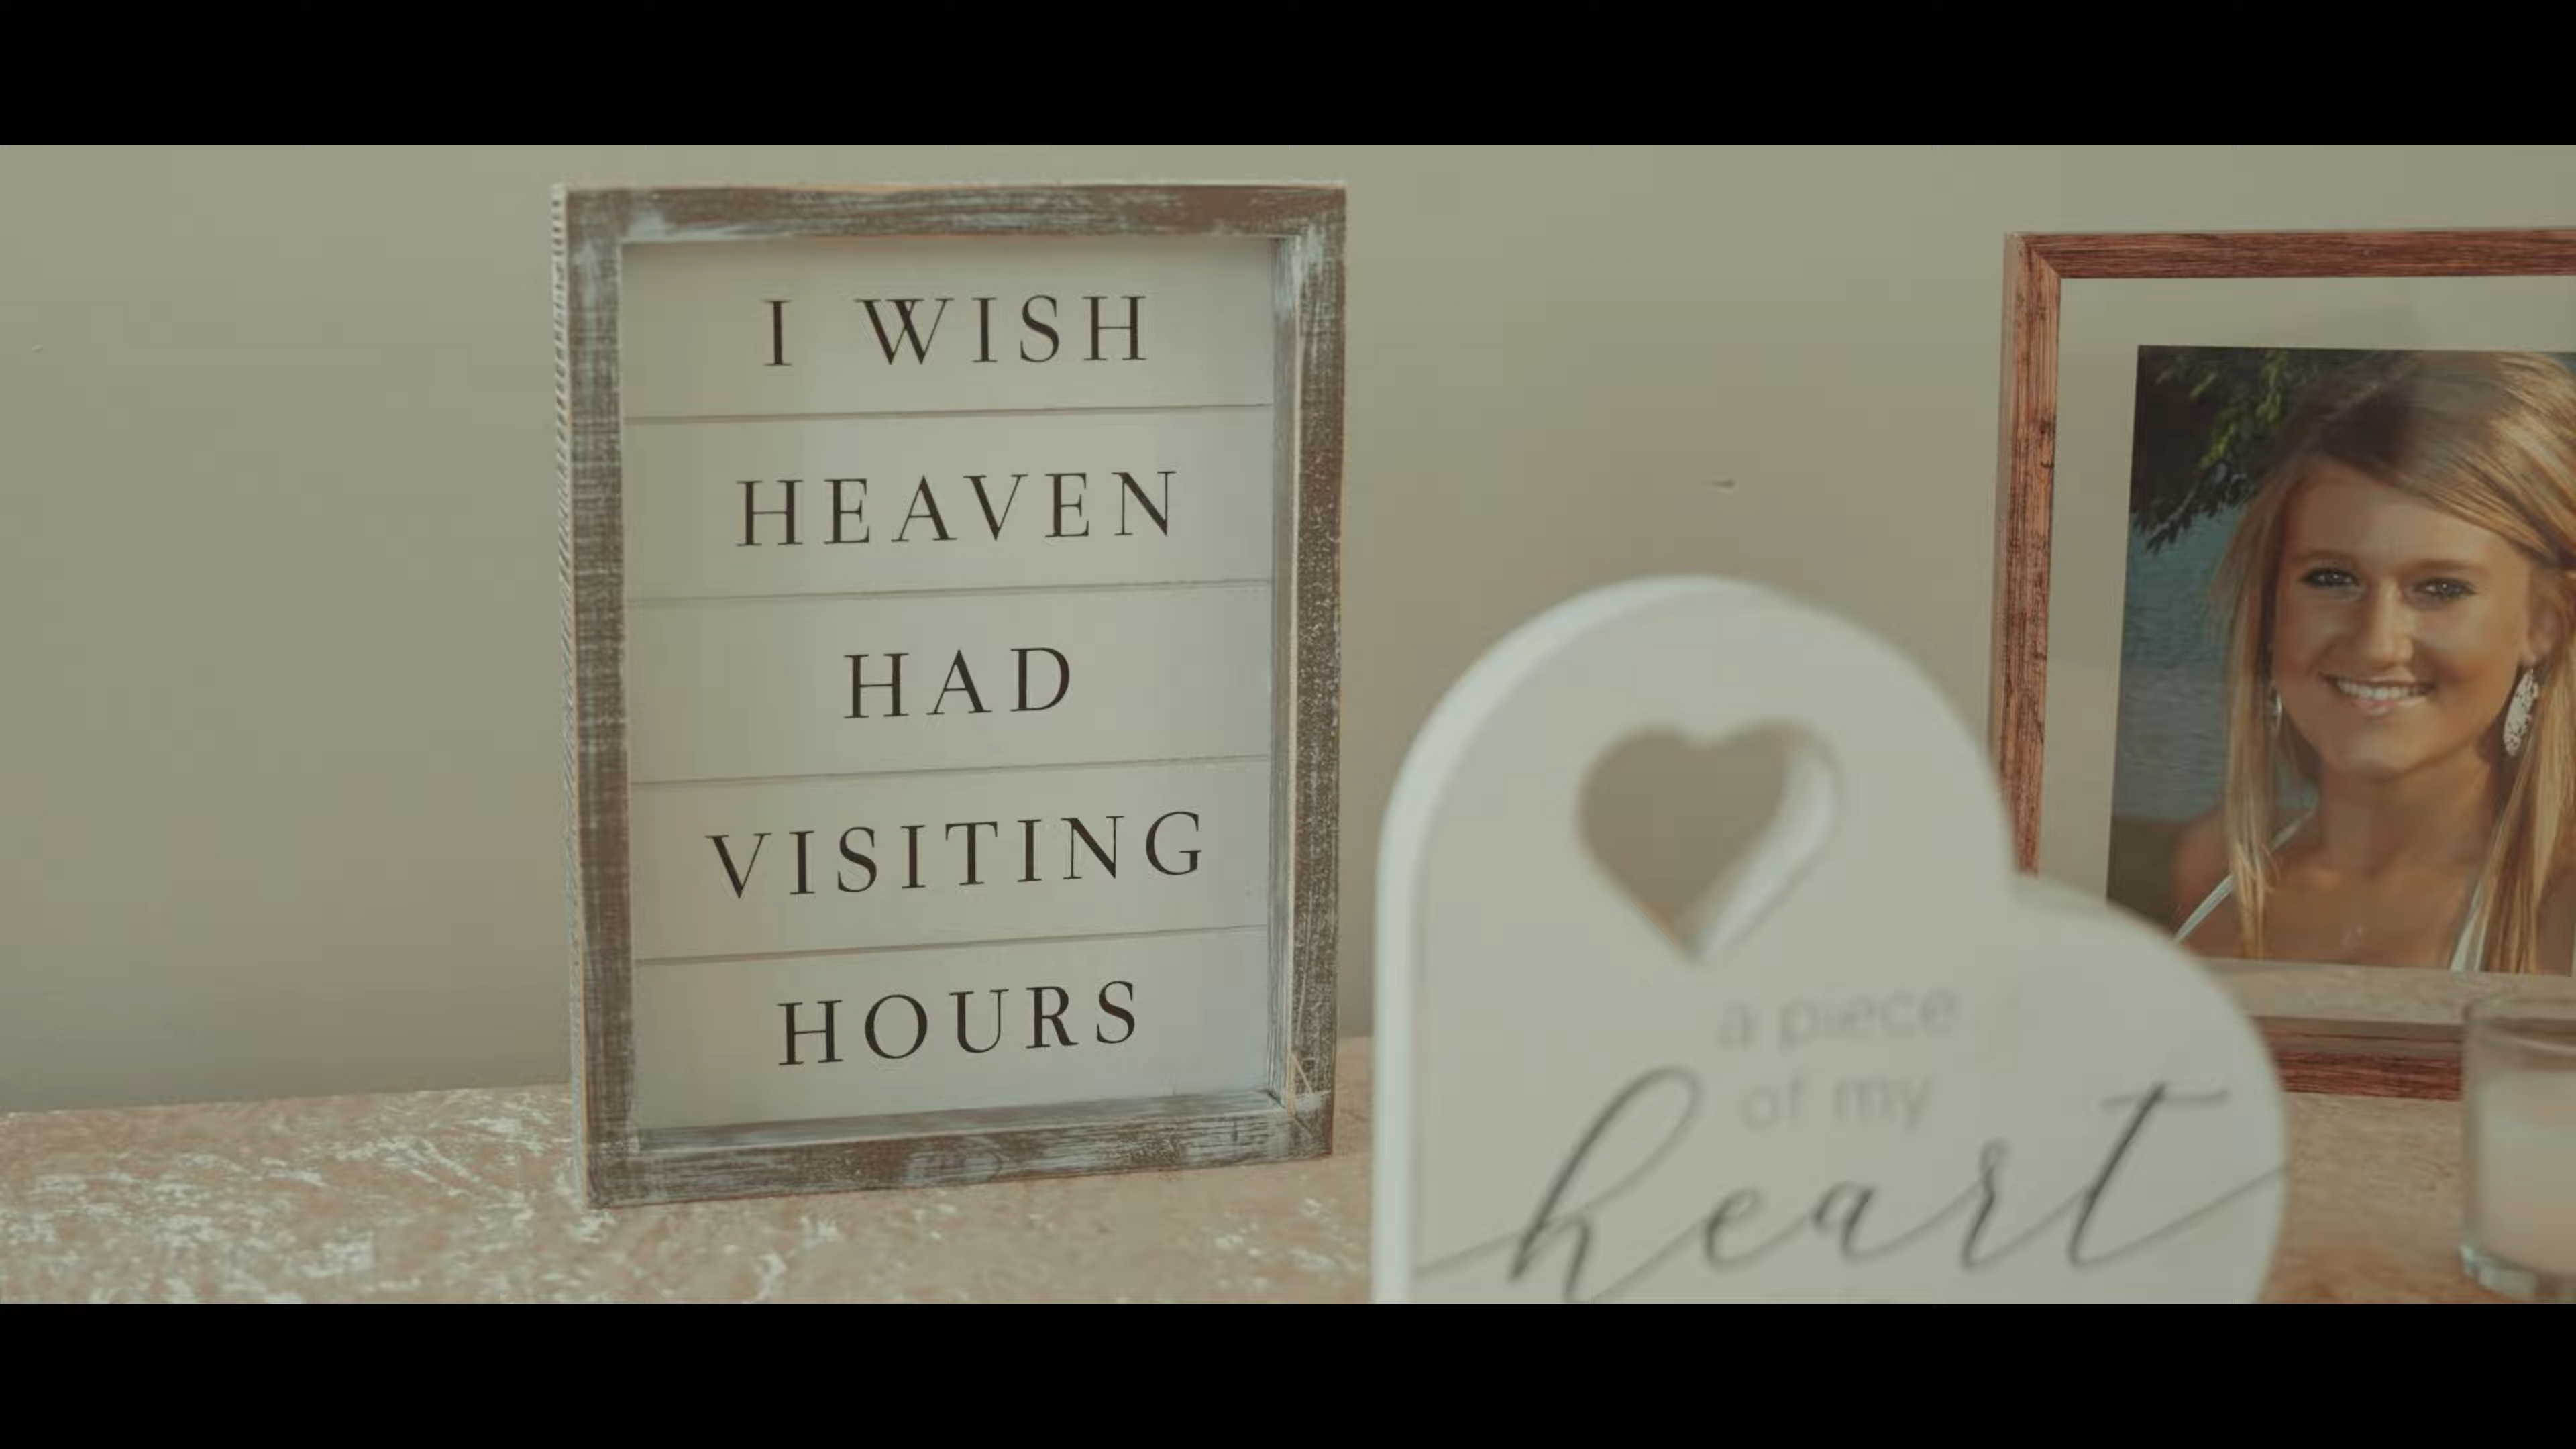 I WISH
HEAVEN
HAD
VISITING
HOURS
a piece
of my
heart